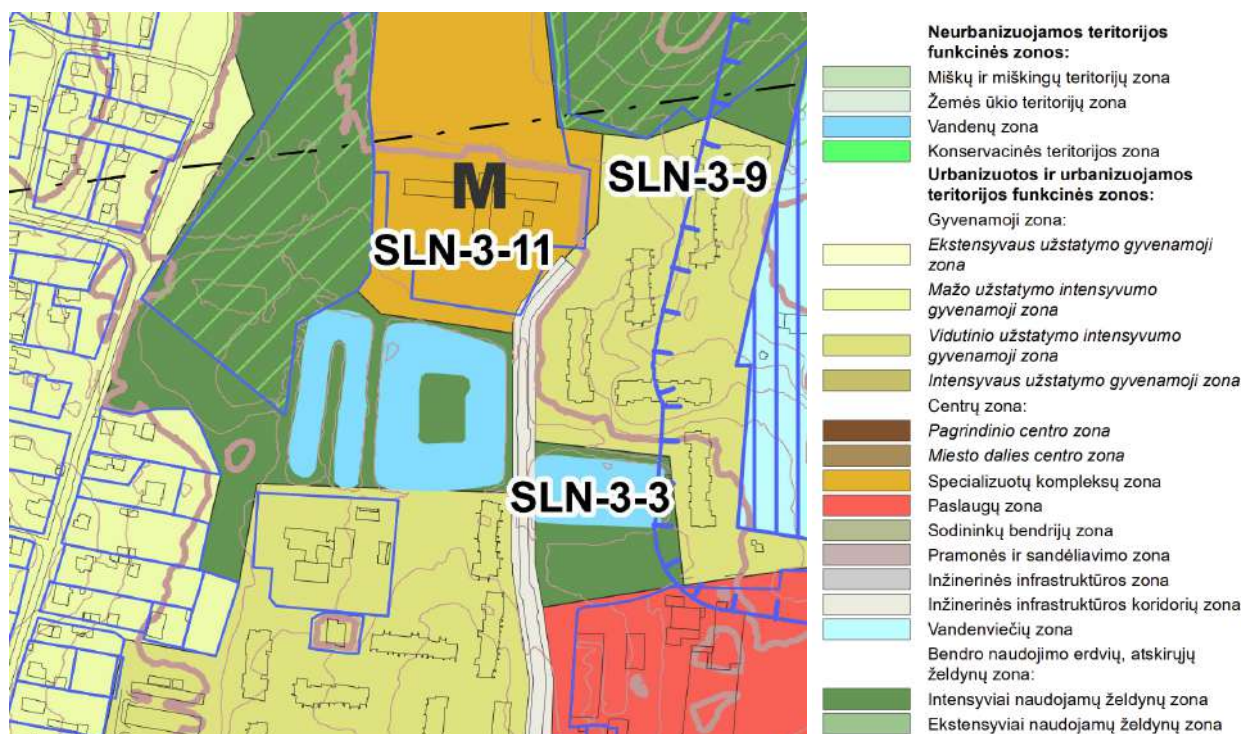 SLN-3-9
M
SLN-3-11
SLN-3-3
Neurbanizuojamos teritorijos
funkcinės zonos:
Miškų ir miškingų teritorijų zona
Žemės ūkio teritorijų zona
Vandenų zona
Konservacinės teritorijos zona
Urbanizuotos ir urbanizuojamos
teritorijos funkcinės zonos:
Gyvenamoji zona:
Ekstensyvaus užstatymo gyvenamoji
zona
Mažo užstatymo intensyvumo
gyvenamoji zona
Vidutinio užstatymo intensyvumo
gyvenamoji zona
Intensyvaus užstatymo gyvenamoji zona
Centrų zona:
Pagrindinio centro zona
Miesto dalies centro zona
Specializuotų kompleksų zona
Paslaugų zona
Sodininkų bendrijų zona
Pramonės ir sandėliavimo zona
Inžinerinės infrastruktūros zona
Inžinerinės infrastruktūros koridorių zona
Vandenviečių zona
Bendro naudojimo erdvių, atskirųjų
želdynų zona:
Intensyviai naudojamų želdynų zona
Ekstensyviai naudojamų želdynų zona